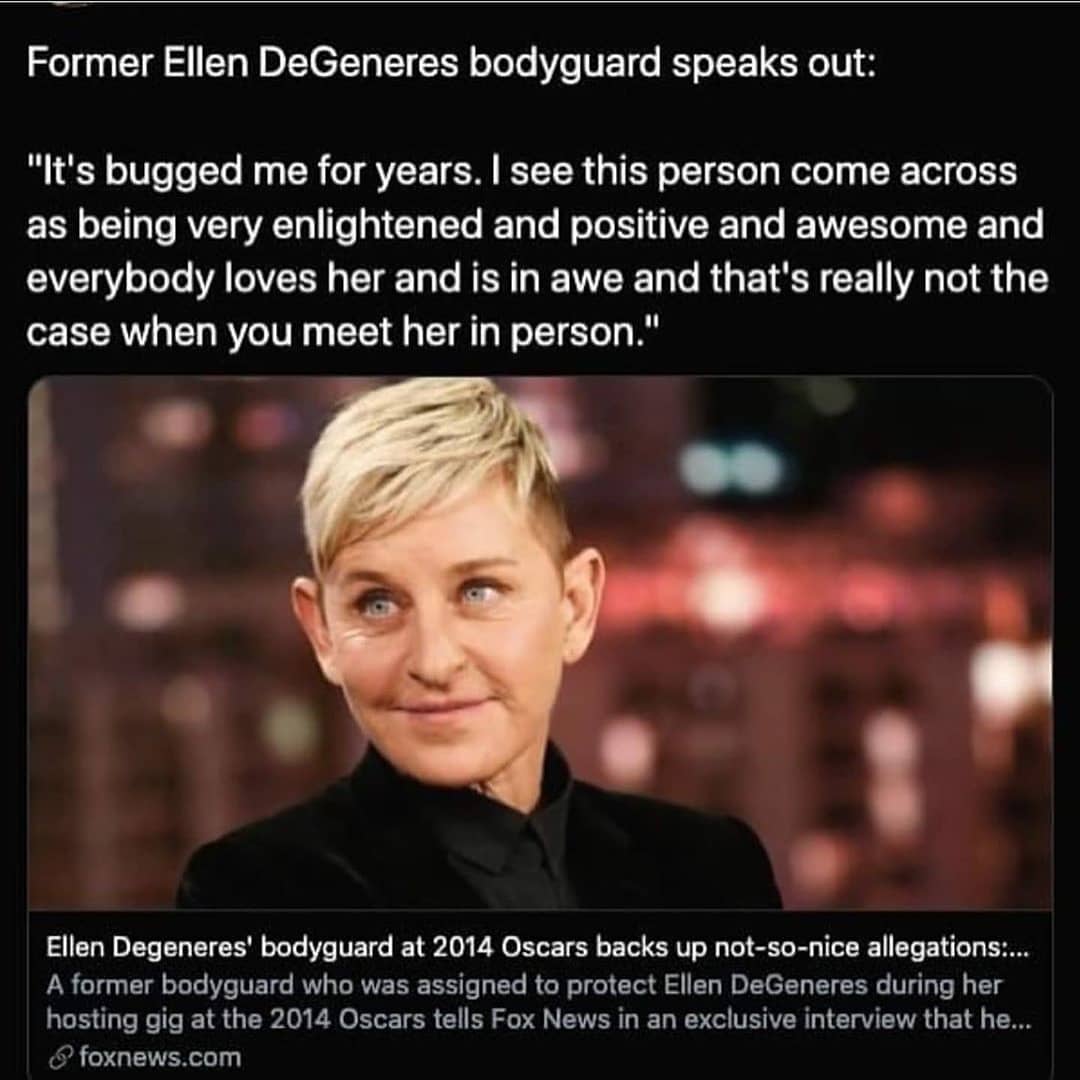 Former Ellen DeGeneres bodyguard speaks out:
"It's bugged me for years. I see this person come across
as being very enlightened and positive and awesome and
everybody loves her and is in awe and that's really not the
case when you meet her in person."
Ellen Degeneres' bodyguard at 2014 Oscars backs up not-so-nice allegations:...
A former bodyguard who was assigned to protect Ellen DeGeneres during her
hosting gig at the 2014 Oscars tells Fox News in an exclusive interview that he...
foxnews.com